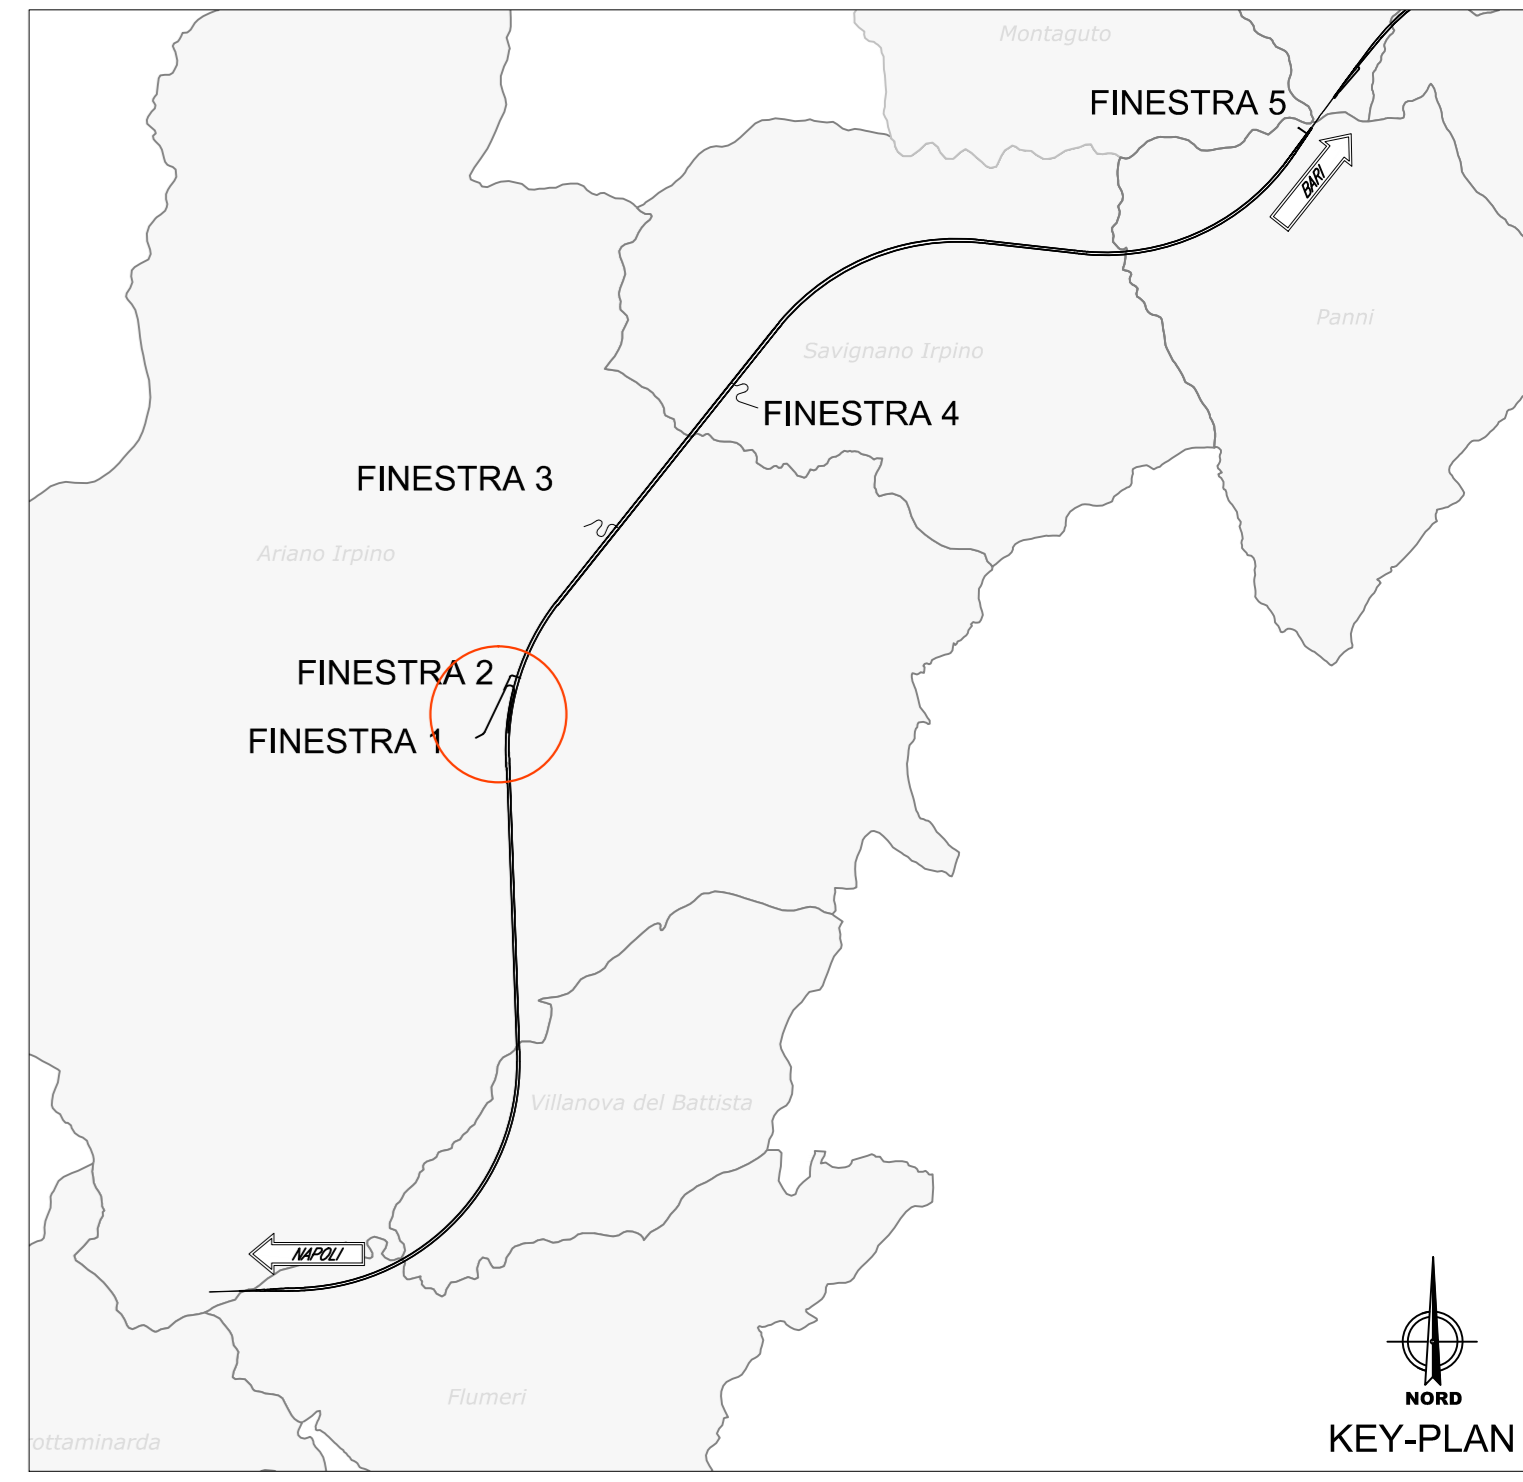 Montaguto
FINESTRA 5
BARI
Panni
Savignano Irpino
FINESTRA 4
FINESTRA 3
Ariano Irpino
FINESTRA 2
FINESTRA 1
Villanova del Battista
NAPOLI
Flumeri
NORD
rottaminarda
KEY-PLAN